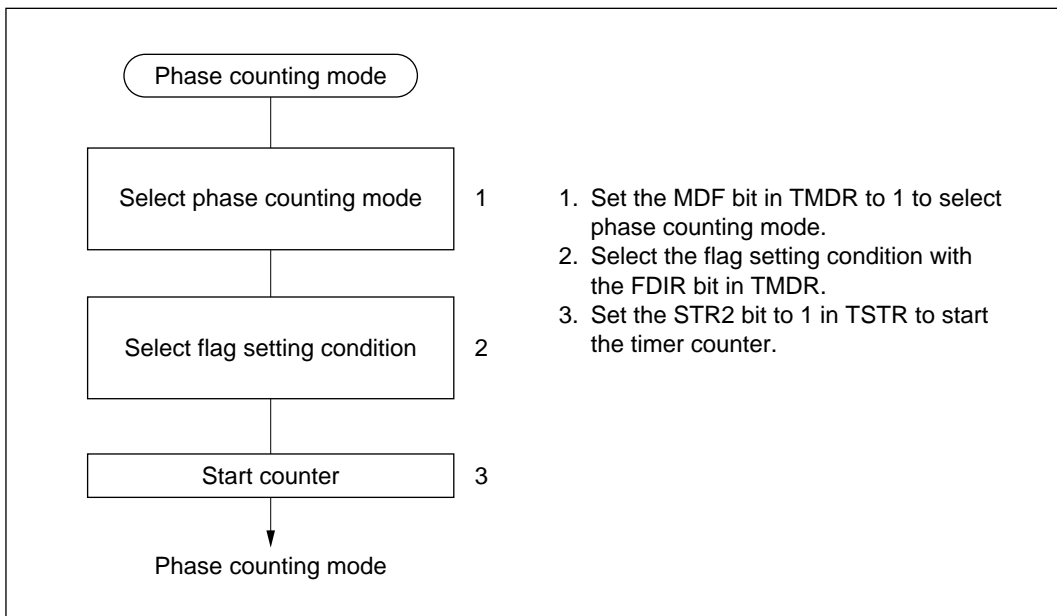 Phase counting mode
Select phase counting mode
1
Select flag setting condition
2
Start counter
3
Phase counting mode
1. Set the MDF bit in TMDR to 1 to select
phase counting mode.
2. Select the flag setting condition with
the FDIR bit in TMDR.
3. Set the STR2 bit to 1 in TSTR to start
the timer counter.